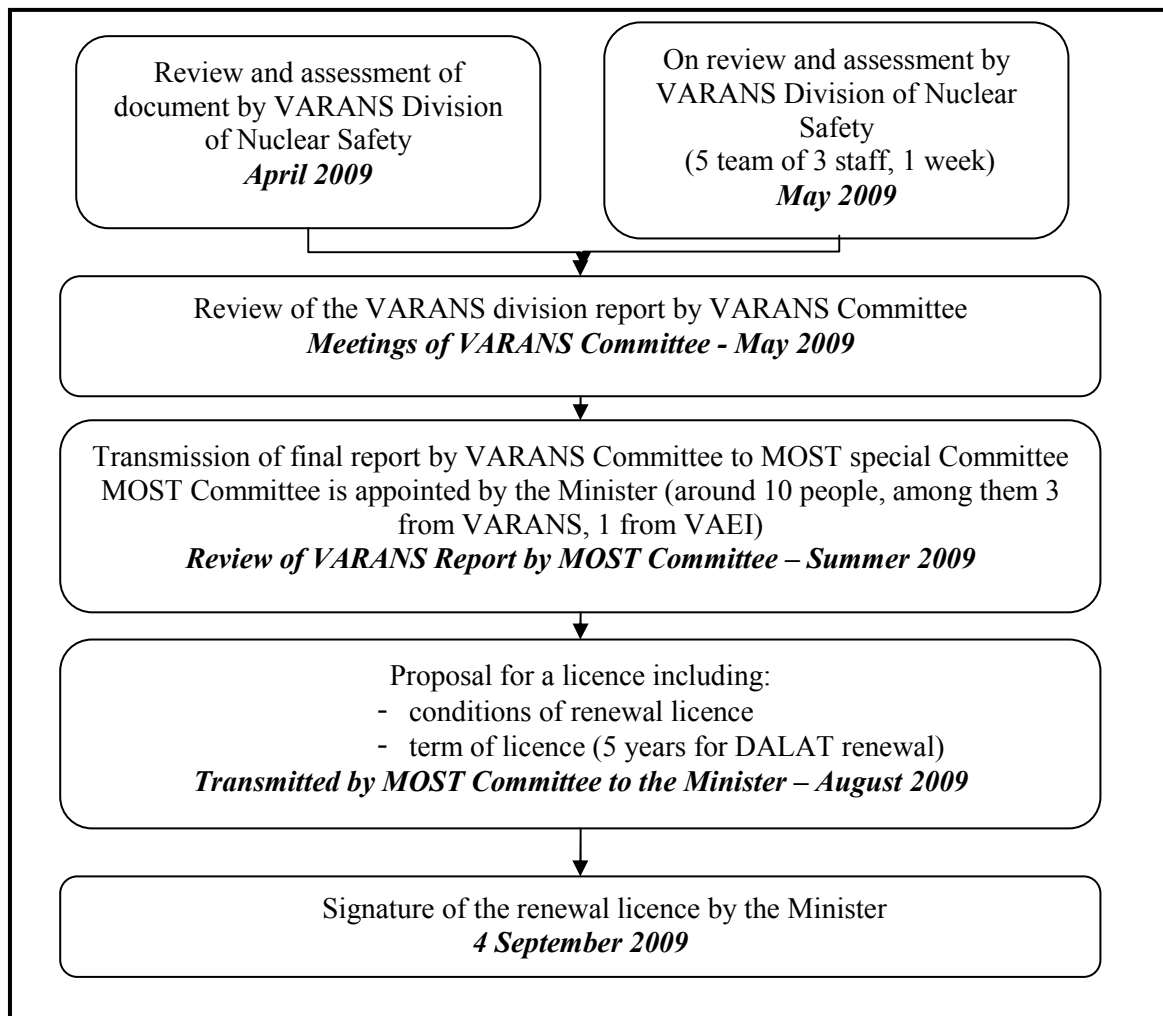 Review and assessment of
document by VARANS Division
of Nuclear Safety
April 2009
On review and assessment by
VARANS Division of Nuclear
Safety
(5 team of 3 staff, 1 week)
May 2009
Review of the VARANS division report by VARANS Committee
Meetings of VARANS Committee - May 2009
Transmission of final report by VARANS Committee to MOST special Committee
MOST Committee is appointed by the Minister (around 10 people, among them 3
from VARANS, 1 from VAEI)
Review of VARANS Report by MOST Committee – Summer 2009
Proposal for a licence including:
- conditions of renewal licence
- term of licence (5 years for DALAT renewal)
Transmitted by MOST Committee to the Minister – August 2009
Signature of the renewal licence by the Minister
4 September 2009